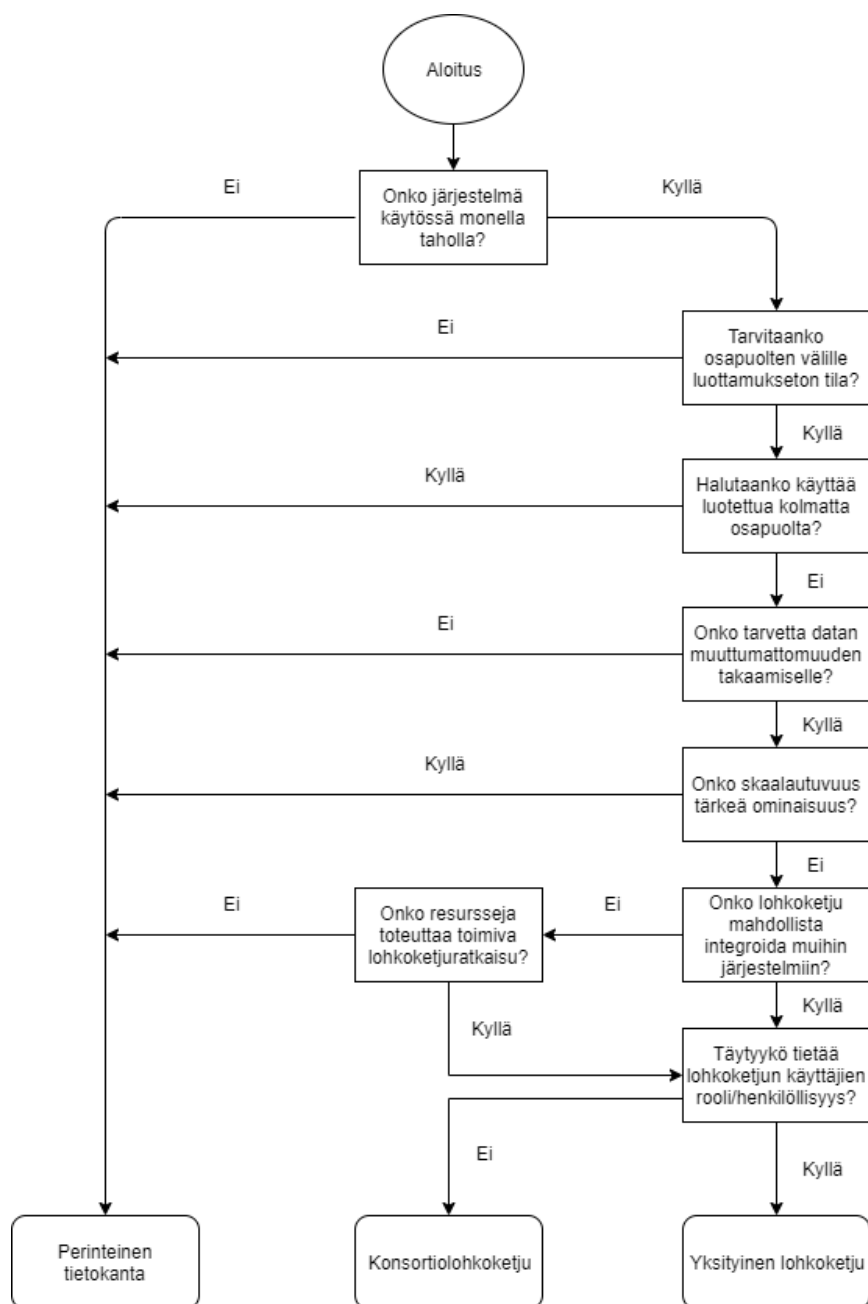 Aloitus
Ei
Onko järjestelmä
käytössä monella
taholla?
Kyllä
Ei
Tarvitaanko
osapuolten välille
luottamukseton tila?
Kyllä
Kyllä
Halutaanko käyttää
luotettua kolmatta
osapuolta?
Ei
Ei
Onko tarvetta datan
muuttumattomuuden
takaamiselle?
Kyllä
Kyllä
Onko skaalautuvuus
tärkeä ominaisuus?
Ei
Ei
Onko resursseja
toteuttaa toimiva
lohkoketjuratkaisu?
Ei
Onko lohkoketju
mahdollista
integroida muihin
järjestelmiin?
Kyllä
Kyllä
Täytyykö tietää
lohkoketjun käyttäjien
rooli/henkilöllisyys?
Ei
Kyllä
Perinteinen
tietokanta
Konsortiolohkoketju
Yksityinen lohkoketju